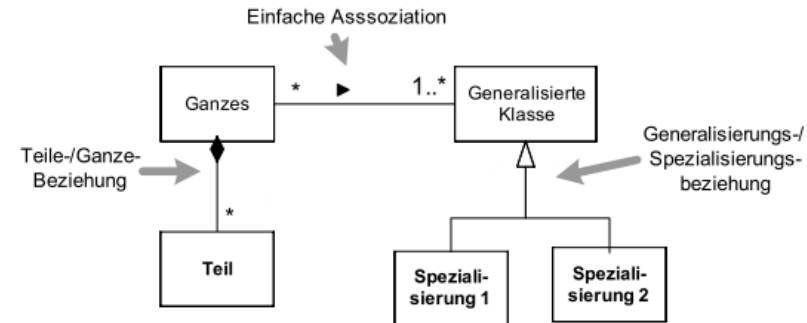 Einfache Asssoziation
Ganzes
*
►
1..*
Generalisierte
Klasse
Teile-/Ganze-
Beziehung
Generalisierungs-/
Spezialisierungs-
beziehung
*
Teil
Speziali-
sierung 1
Speziali-
sierung 2